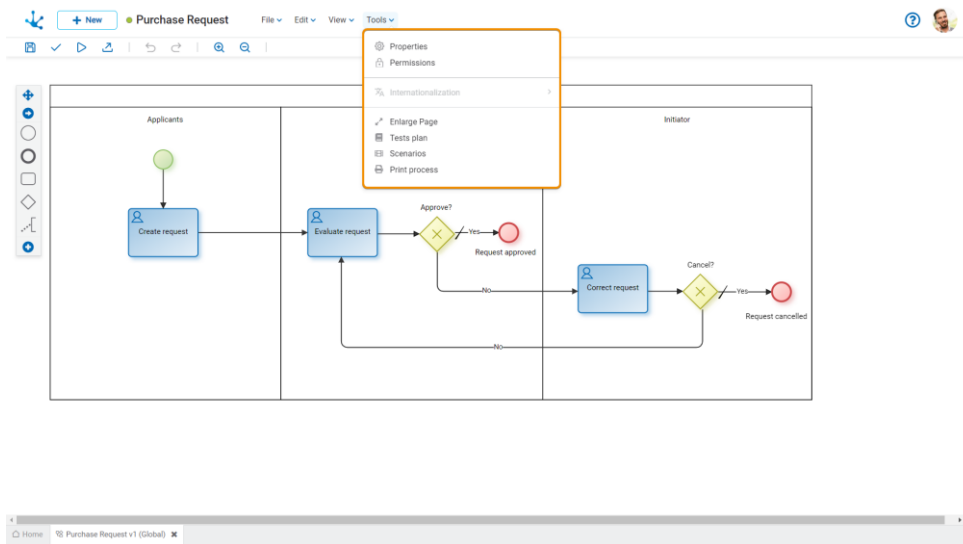 + New
Purchase Request
File
Edit
View
Tools
Properties
Permissions
Internationalization
Enlarge Page
Tests plan
Scenarios
Print process
Applicants
Initiator
Create request
Evaluate request
Approve?
Yes
Request approved
No
Correct request
Cancel?
Yes
Request cancelled
No
Home
Purchase Request v1 (Global)